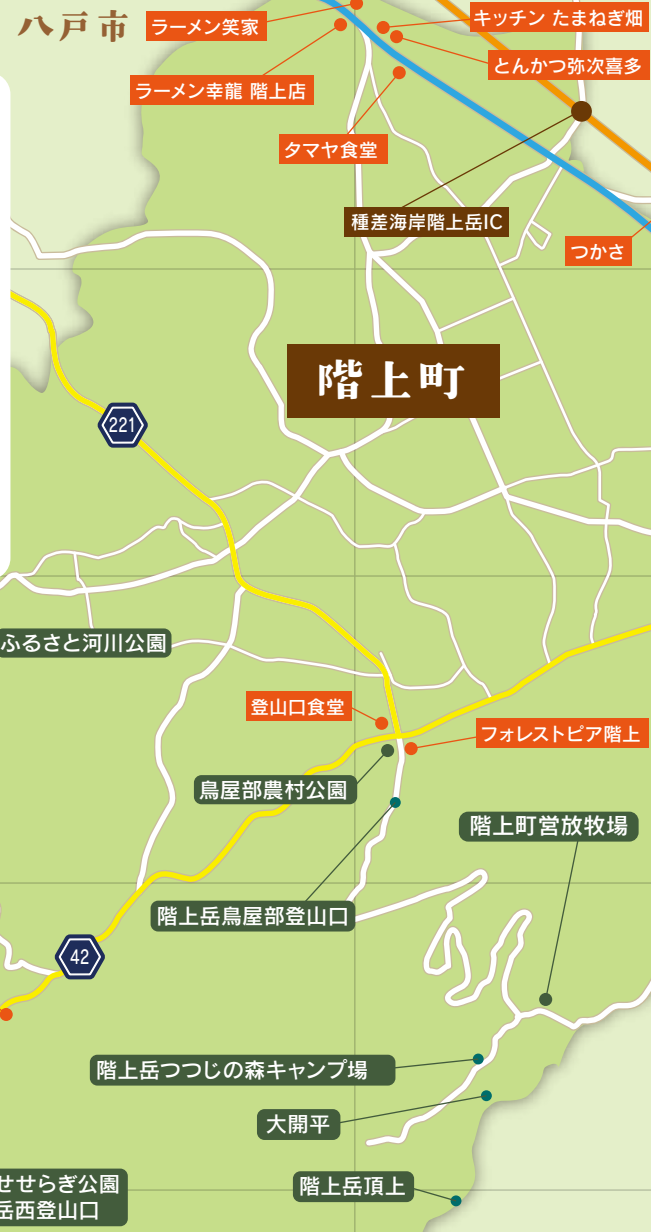 八戸市
ラーメン笑家
キッチン たまねぎ畑
とんかつ弥次喜多
ラーメン幸龍 階上店
タマヤ食堂
種差海岸階上岳IC
つかさ
階上町
221
ふるさと河川公園
登山口食堂
フォレストピア階上
鳥屋部農村公園
階上町営放牧場
階上岳鳥屋部登山口
42
階上岳つつじの森キャンプ場
大開平
せせらぎ公園
岳西登山口
階上岳頂上